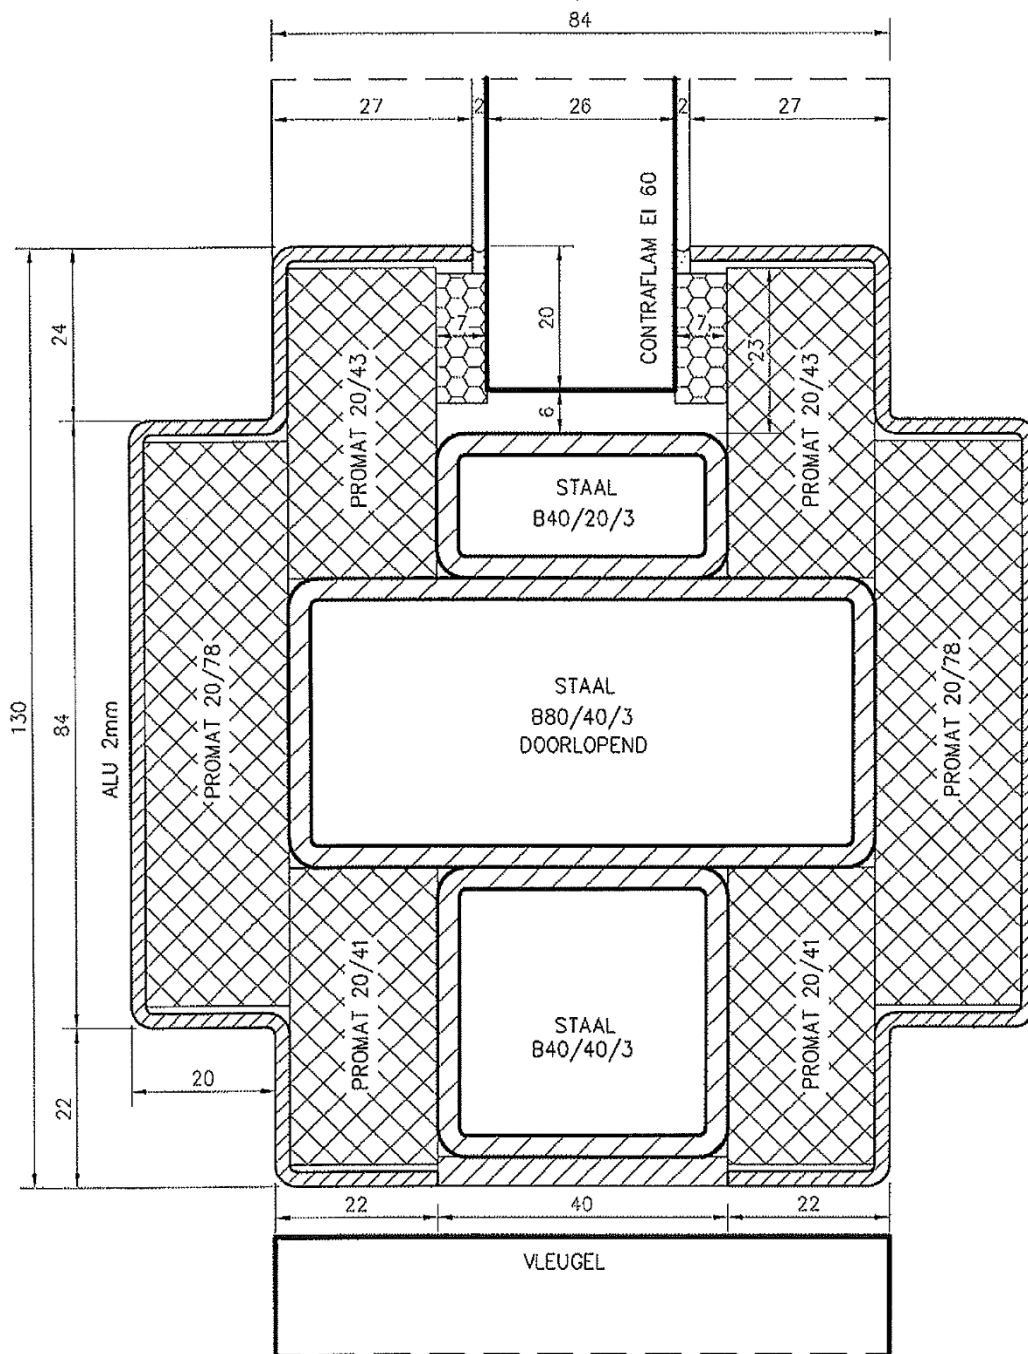 84
27
2
26
2
27
CONTRAFLAM EI 60
24
20
7
7
23
6
PROMAT 20/43
PROMAT 20/43
STAAL
B40/20/3
130
84
ALU 2mm
PROMAT 20/78
PROMAT 20/78
STAAL
B80/40/3
DOORLOPEND
PROMAT 20/41
PROMAT 20/41
STAAL
B40/40/3
20
22
22
40
22
VLEUGEL